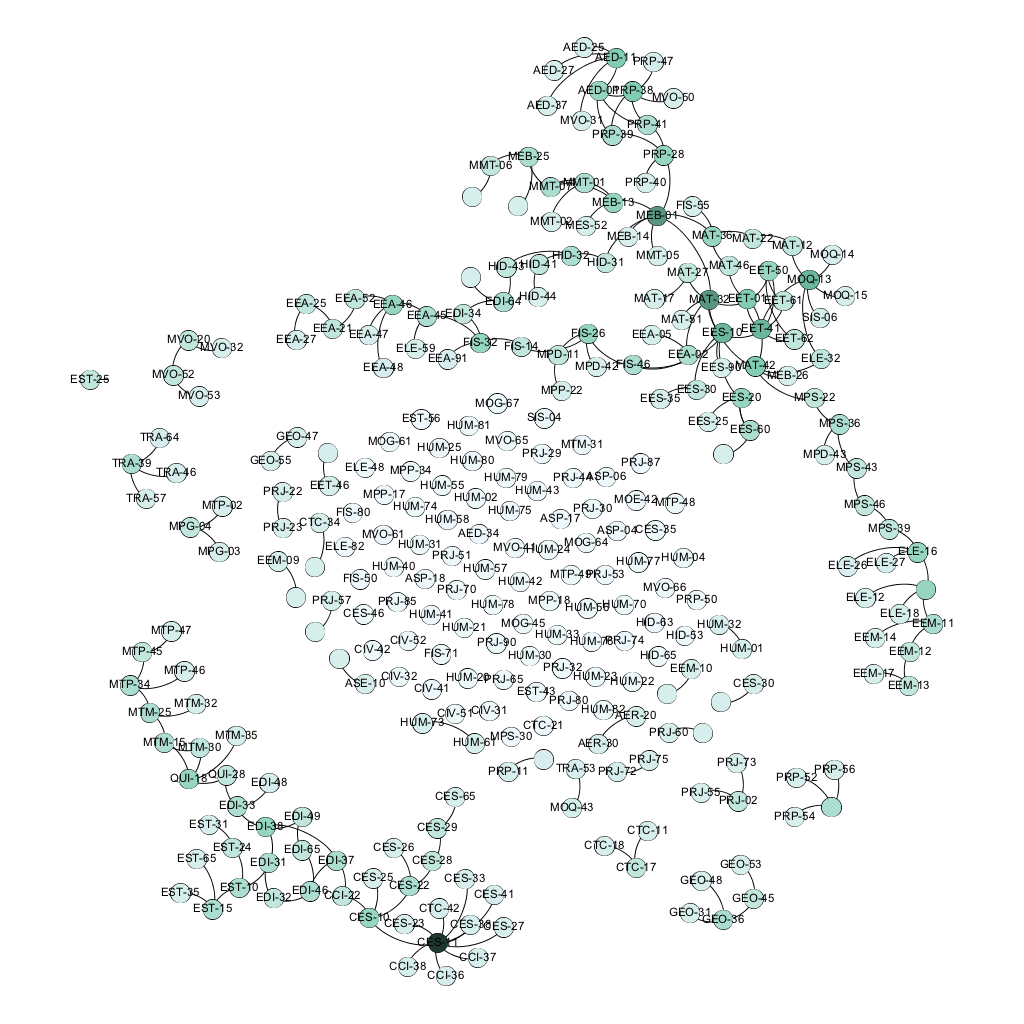 AED-25
AED-11
PRP-47
AED-27
AED-01
PRP-38
MVO-50
AED-37
MVO-31
PRP-41
PRP-39
PRP-28
MEB-25
MMT-06
MMT-07
MMT-01
PRP-40
MEB-13
FIS-55
MEB-01
MMT-02
MES-52
MEB-14
MAT-36
MAT-22
MAT-12
MOQ-14
HID-32
MMT-05
HID-43
HID-41
HID-31
MAT-27
MAT-46
EET-50
MOQ-13
MOQ-15
HID-44
EDI-64
MAT-17
MAT-32
EET-01
EET-61
EEA-25
EEA-52
EEA-46
EDI-34
EEA-45
MAT-51
SIS-06
EEA-27
EEA-21
EEA-47
EEA-05
EES-10
EET-41
EET-62
FIS-26
MVO-20
MVO-32
ELE-59
FIS-32
FIS-14
MPD-11
EEA-91
EEA-02
ELE-32
EEA-48
MPD-42
FIS-46
EES-90
MAT-42
MEB-26
EST-25
MVO-52
MVO-53
MPP-22
EES-30
EES-35
EES-20
MPS-22
MOG-67
EST-56
SIS-04
EES-25
EES-60
MPS-36
HUM-81
TRA-64
GEO-47
MOG-61
HUM-25
MVO-65
PRJ-29
MTM-31
MPD-43
TRA-39
TRA-46
GEO-55
ELE-48
MPP-34
HUM-80
PRJ-87
MPS-43
HUM-79
PRJ-44
ASP-06
TRA-57
PRJ-22
EET-46
MPP-17
HUM-55
HUM-02
HUM-43
MOE-42
MTP-48
MTP-02
FIS-80
HUM-74
HUM-75
PRJ-30
MPS-46
MPG-04
PRJ-23
CTC-34
HUM-58
ASP-17
ASP-04
CES-35
MPS-39
MPG-03
ELE-82
MVO-61
HUM-31
AED-34
MVO-41
HUM-24
MOG-64
ELE-16
EEM-09
HUM-40
PRJ-51
HUM-57
HUM-77
HUM-04
ELE-26
ELE-27
FIS-50
ASP-18
PRJ-70
HUM-42
MTP-49
PRJ-53
MVO-66
ELE-12
PRJ-57
CES-46
PRJ-85
HUM-41
HUM-78
MPP-18
HUM-70
PRP-50
ELE-18
HUM-21
MOG-45
HID-63
HUM-32
EEM-11
MTP-47
HUM-33
PRJ-74
HID-53
EEM-14
MTP-45
CIV-42
CIV-52
FIS-71
PRJ-90
HUM-30
HID-65
HUM-01
EEM-12
MTP-46
ASE-10
CIV-32
CIV-41
PRJ-65
PRJ-32
HUM-23
HUM-22
EEM-10
EEM-17
MTP-34
EST-43
CES-30
EEM-13
MTM-32
MTM-25
CIV-51
CIV-31
PRJ-80
HUM-82
AER-20
HUM-73
CTC-21
MTM-15
MTM-30
MTM-35
HUM-61
MPS-30
AER-30
PRJ-60
PRP-11
TRA-53
PRJ-72
PRJ-75
PRJ-73
PRP-52
PRP-56
QUI-18
QUI-28
EDI-48
EDI-33
CES-65
MOQ-43
PRJ-55
PRJ-02
PRP-54
EST-31
EDI-38
EDI-49
CES-29
CTC-11
EST-24
EDI-65
CES-26
CTC-18
EST-65
EDI-31
EDI-37
CES-28
CTC-17
GEO-53
EST-35
EST-10
EDI-32
EDI-46
CCI-22
CES-25
CES-22
CES-33
CES-41
GEO-48
GEO-45
EST-15
CES-10
CES-23
CTC-42
CES-27
GEO-31
GEO-36
CES-11
CCI-38
CCI-36
CCI-37